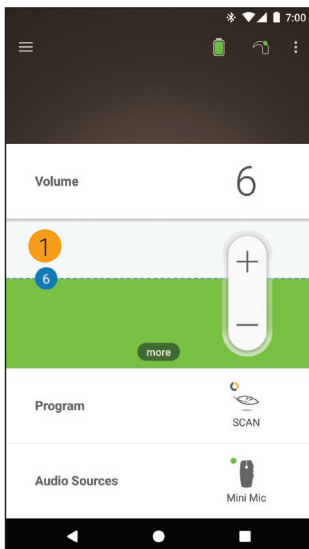 7:00
Volume
6
1
6
more
Program
SCAN
Audio Sources
Mini Mic